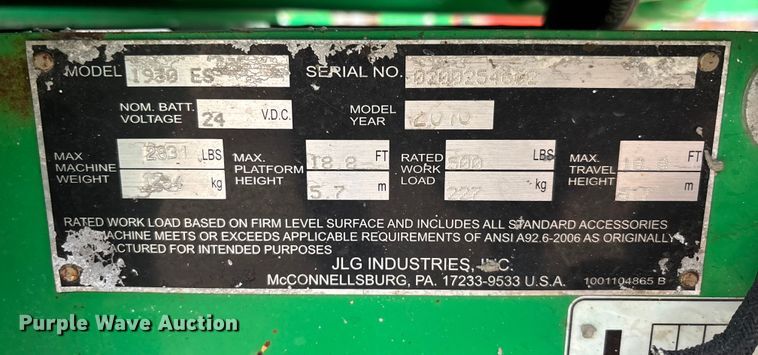 MODEL 1930 ES SERIAL NO.
NOM. BATT. VOLTAGE 24 V.D.C. MODEL YEAR 2010
MAX MACHINE WEIGHT LBS kg
MAX. PLATFORM HEIGHT 18.8 FT 5.7 m
RATED WORK LOAD 500 LBS 227 kg
MAX. TRAVEL HEIGHT FT m
RATED WORK LOAD BASED ON FIRM LEVEL SURFACE AND INCLUDES ALL STANDARD ACCESSORIES
MACHINE MEETS OR EXCEEDS APPLICABLE REQUIREMENTS OF ANSI A92.6-2006 AS ORIGINALLY
FOR INTENDED PURPOSES
JLG INDUSTRIES, INC.
McCONNELLSBURG, PA. 17233-9533 U.S.A. 1001104865 B
Purple Wave Auction